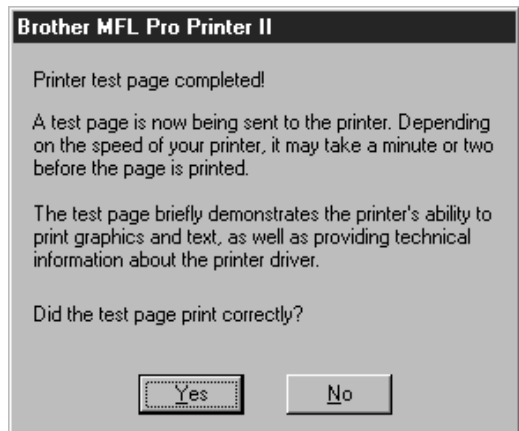 Brother MFL Pro Printer II
Printer test page completed!
A test page is now being sent to the printer. Depending
on the speed of your printer, it may take a minute or two
before the page is printed.
The test page briefly demonstrates the printer's ability to
print graphics and text, as well as providing technical
information about the printer driver.
Did the test page print correctly?
Yes
No